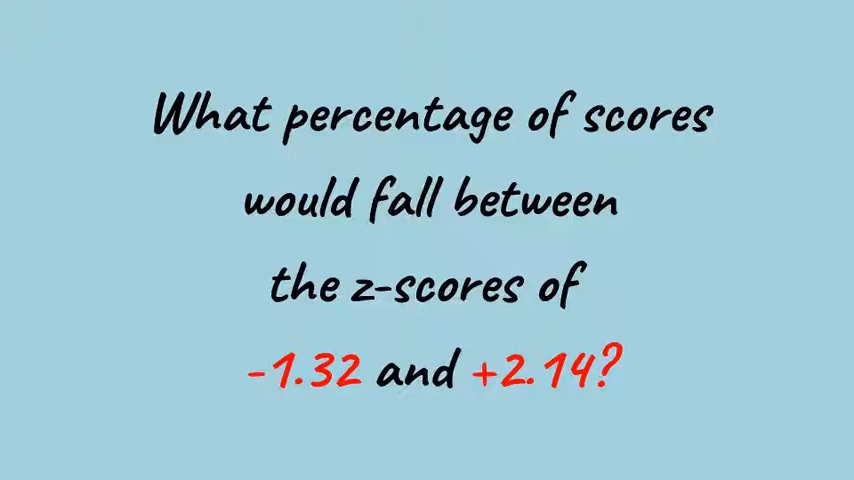 What percentage of scores
would fall between
the z-scores of
-1.32 and +2.14?